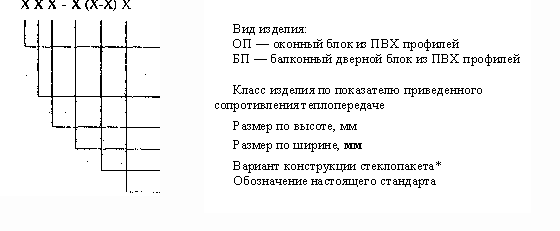 Х Х Х - Х (Х-Х) Х
Вид изделия:
ОП — оконный блок из ПВХ профилей
БП — балконный дверной блок из ПВХ профилей
Класс изделия по показателю приведенного
сопротивления теплопередаче
Размер по высоте, мм
Размер по ширине, мм
Вариант конструкции стеклопакета*
Обозначение настоящего стандарта